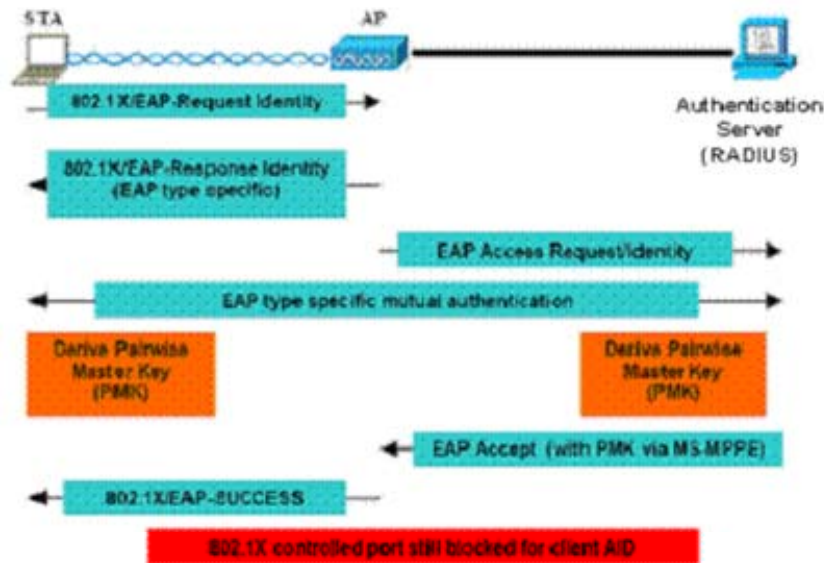 STA
AP
802.1X/EAP-Request Identity
Authentication
Server
(RADIUS)
802.1X/EAP-Response Identity
(EAP type specific)
EAP Access Request/Identity
EAP type specific mutual authentication
Derive Pairwise
Master Key
(PMK)
Derive Pairwise
Master Key
(PMK)
EAP Accept (with PMK via MS-MPPE)
802.1X/EAP-SUCCESS
802.1X controlled port still blocked for client AID